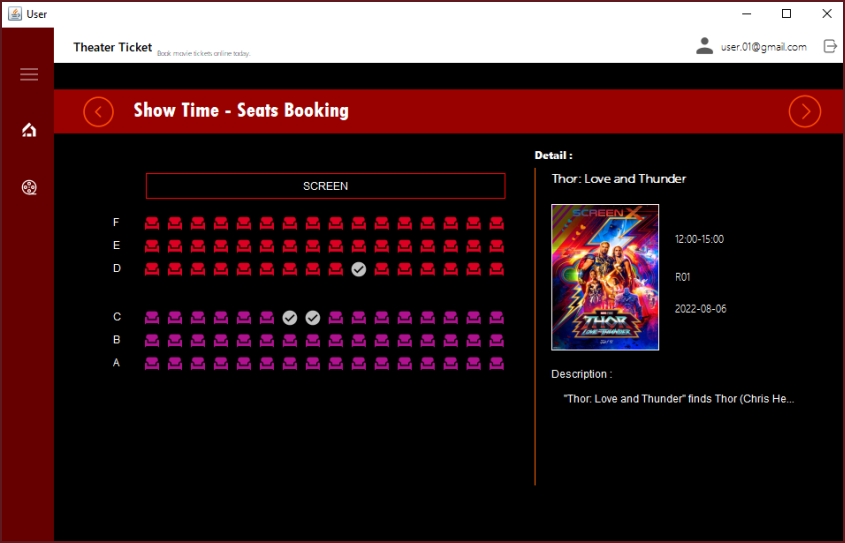 User
Theater Ticket Book movie tickets online today.
user.01@gmail.com
Show Time - Seats Booking
Detail :
SCREEN
Thor: Love and Thunder
SCREEN X
THOR
LOVE AND THUNDER
12:00-15:00
R01
2022-08-06
F
E
D
C
B
A
Description :
"Thor: Love and Thunder" finds Thor (Chris He...